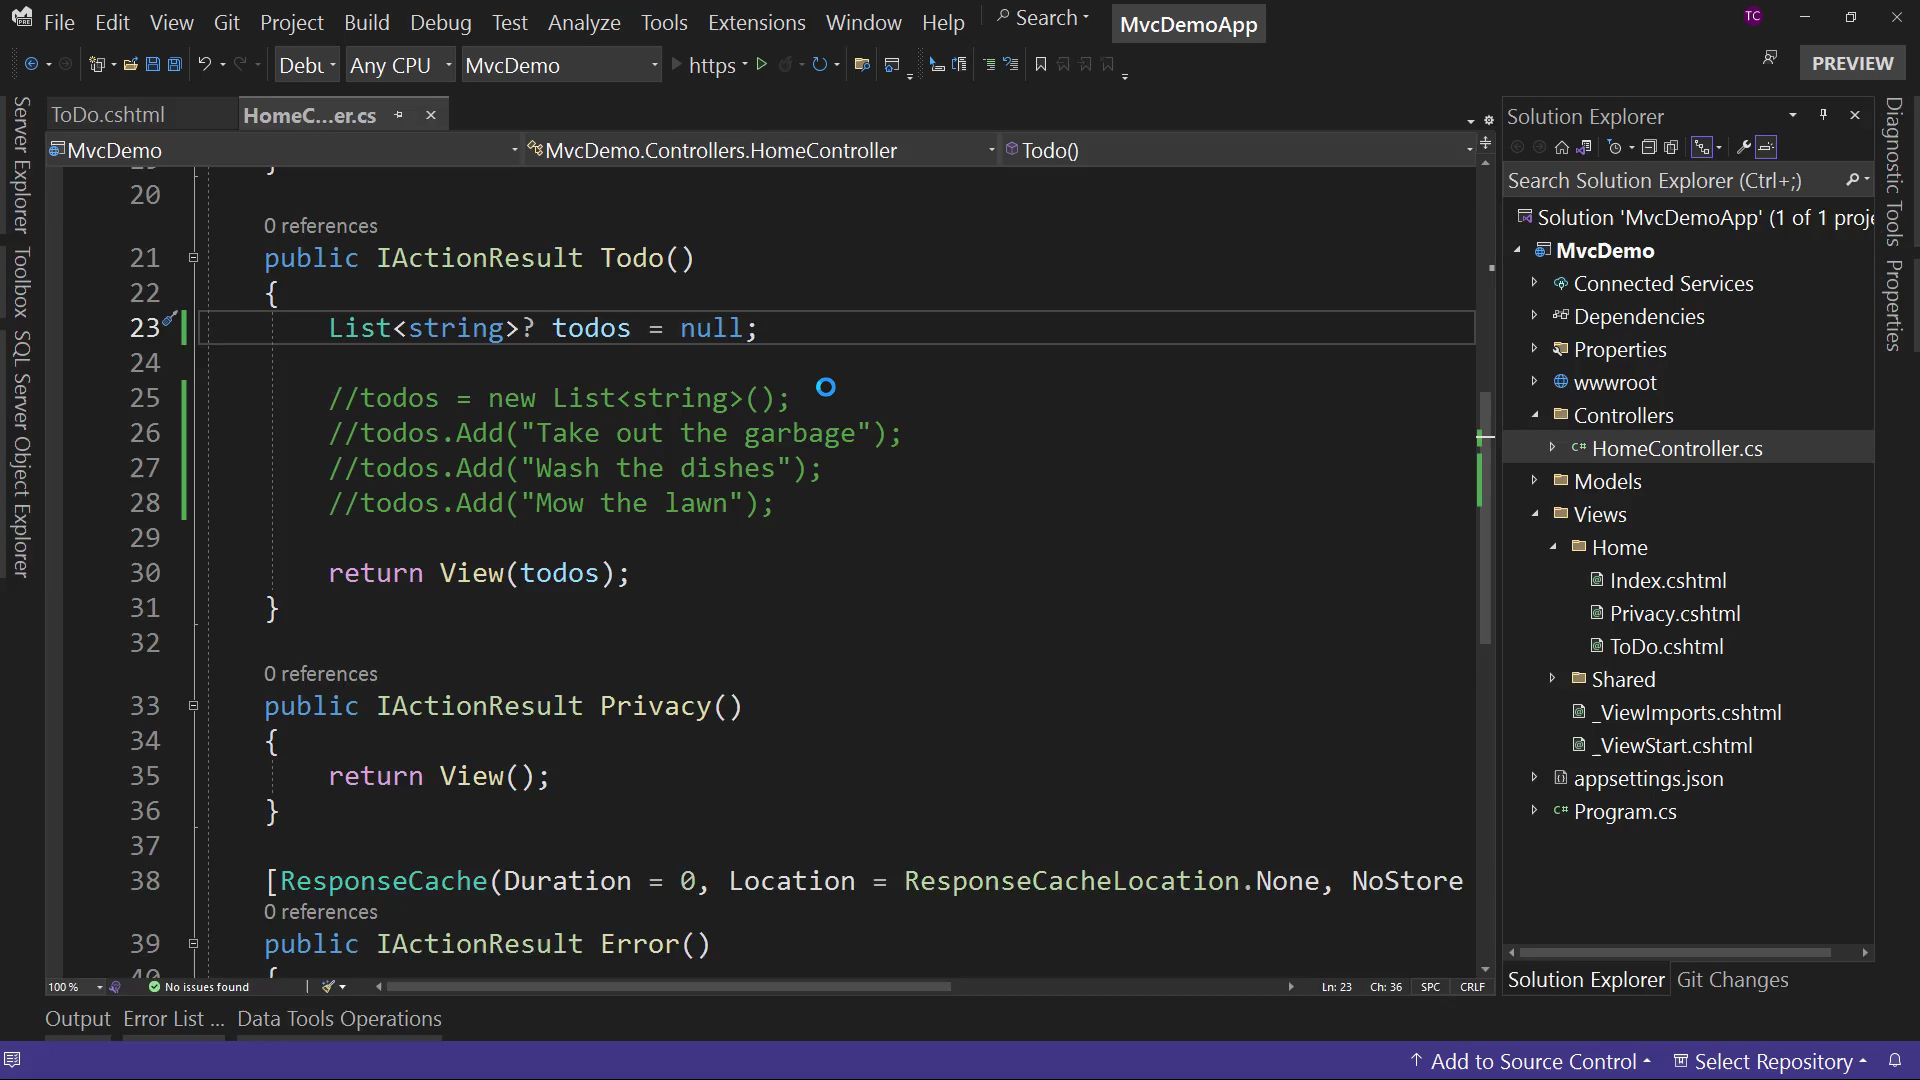 File Edit View Git Project Build Debug Test Analyze Tools Extensions Window Help Search MvcDemoApp TC
Any CPU MvcDemo https PREVIEW
ToDo.cshtml HomeC...er.cs
MvcDemo MvcDemo.Controllers.HomeController Todo()
Server Explorer
Toolbox
SQL Server Object Explorer
20
0 references
21 public IActionResult Todo()
22 {
23 List<string>? todos = null;
24
25 //todos = new List<string>();
26 //todos.Add("Take out the garbage");
27 //todos.Add("Wash the dishes");
28 //todos.Add("Mow the lawn");
29
30 return View(todos);
31 }
32
0 references
33 public IActionResult Privacy()
34 {
35 return View();
36 }
37
38 [ResponseCache(Duration = 0, Location = ResponseCacheLocation.None, NoStore
0 references
39 public IActionResult Error()
40 {
100 % No issues found Ln: 23 Ch: 36 SPC CRLF
Output Error List ... Data Tools Operations
Solution Explorer
Search Solution Explorer (Ctrl+;)
Solution 'MvcDemoApp' (1 of 1 proje
MvcDemo
Connected Services
Dependencies
Properties
wwwroot
Controllers
C# HomeController.cs
Models
Views
Home
Index.cshtml
Privacy.cshtml
ToDo.cshtml
Shared
_ViewImports.cshtml
_ViewStart.cshtml
appsettings.json
C# Program.cs
Solution Explorer Git Changes
Diagnostic Tools
Properties
Add to Source Control Select Repository